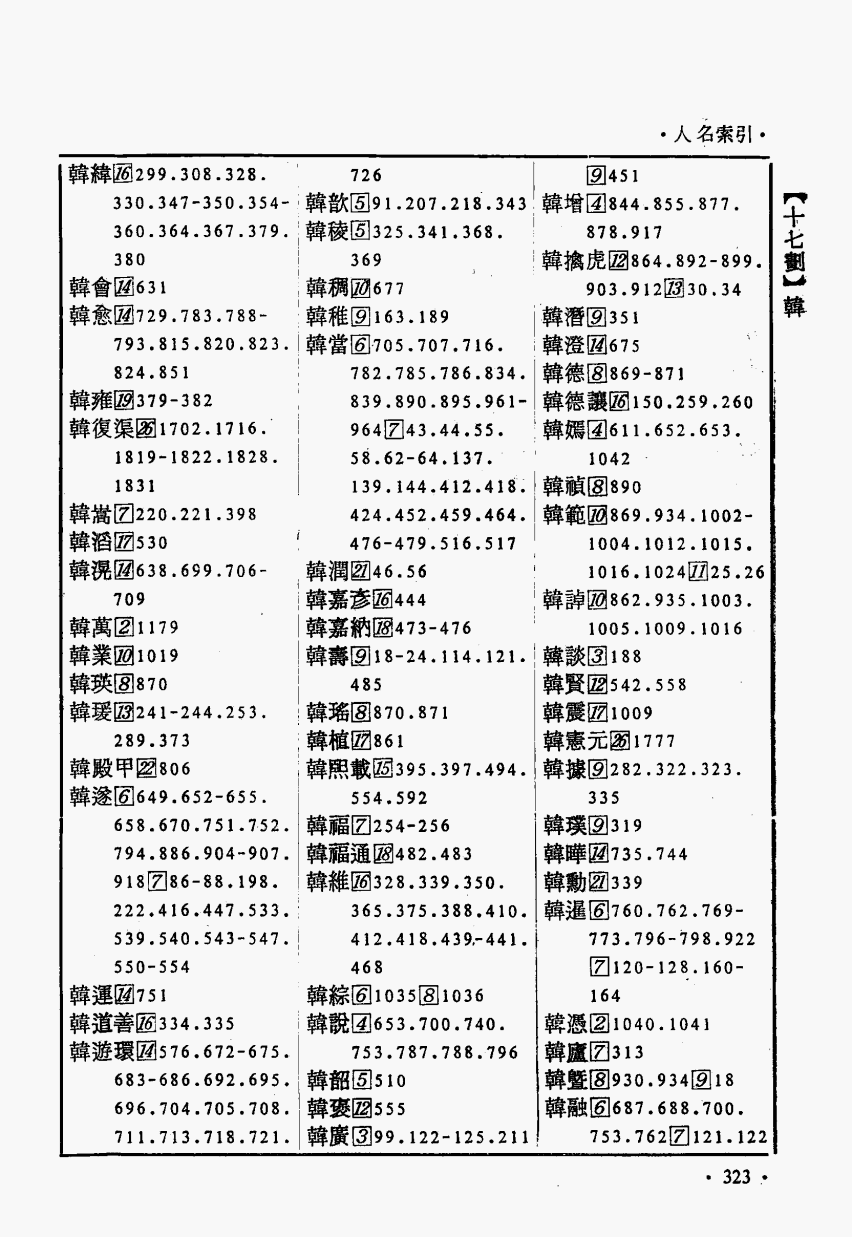 ·人名索引·
【十七劃】韓
韓緯[16]299.308.328.
330.347-350.354-
360.364.367.379.
380
韓會[14]631
韓愈[14]729.783.788-
793.815.820.823.
824.851
韓雍[19]379-382
韓復渠[26]1702.1716.
1819-1822.1828.
1831
韓嵩[7]220.221.398
韓滔[17]530
韓滉[14]638.699.706-
709
韓萬[2]1179
韓業[10]1019
韓瑛[8]870
韓瑗[13]241-244.253.
289.373
韓殿甲[22]806
韓遂[6]649.652-655.
658.670.751.752.
794.886.904-907.
918[7]86-88.198.
222.416.447.533.
539.540.543-547.
550-554
韓運[14]751
韓道善[16]334.335
韓遊環[14]576.672-675.
683-686.692.695.
696.704.705.708.
711.713.718.721.
726
韓歆[5]91.207.218.343
韓稜[5]325.341.368.
369
韓稠[10]677
韓稚[9]163.189
韓當[6]705.707.716.
782.785.786.834.
839.890.895.961-
964[7]43.44.55.
58.62-64.137.
139.144.412.418.
424.452.459.464.
476-479.516.517
韓潤[21]46.56
韓嘉彥[16]444
韓嘉納[18]473-476
韓壽[9]18-24.114.121.
485
韓瑤[8]870.871
韓植[17]861
韓熙載[15]395.397.494.
554.592
韓福[7]254-256
韓福通[18]482.483
韓維[16]328.339.350.
365.375.388.410.
412.418.439-441.
468
韓綜[6]1035[8]1036
韓說[4]653.700.740.
753.787.788.796
韓韶[5]510
韓褒[12]555
韓廣[3]99.122-125.211
[9]451
韓增[4]844.855.877.
878.917
韓擒虎[12]864.892-899.
903.912[13]30.34
韓潛[9]351
韓澄[14]675
韓德[8]869-871
韓德讓[16]150.259.260
韓嫣[4]611.652.653.
1042
韓禎[8]890
韓範[10]869.934.1002-
1004.1012.1015.
1016.1024[11]25.26
韓諄[10]862.935.1003.
1005.1009.1016
韓談[3]188
韓賢[12]542.558
韓震[17]1009
韓憲元[26]1777
韓據[9]282.322.323.
335
韓璞[9]319
韓曄[14]735.744
韓勳[21]339
韓暹[6]760.762.769-
773.796-798.922
[7]120-128.160-
164
韓憑[2]1040.1041
韓廬[7]313
韓暨[8]930.934[9]18
韓融[6]687.688.700.
753.762[7]121.122
·323·